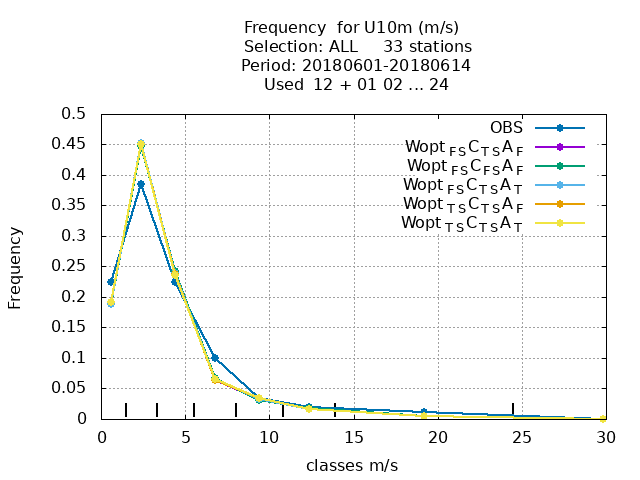 Frequency for U10m (m/s)
Selection: ALL 33 stations
Period: 20180601-20180614
Used 12 + 01 02 ... 24
0.5
0.45
0.4
0.35
0.3
0.25
0.2
0.15
0.1
0.05
0
Frequency
OBS
Wopt FS C TS A F
Wopt FS C FS A F
Wopt FS C TS A T
Wopt TS C TS A F
Wopt TS C TS A T
0 5 10 15 20 25 30
classes m/s